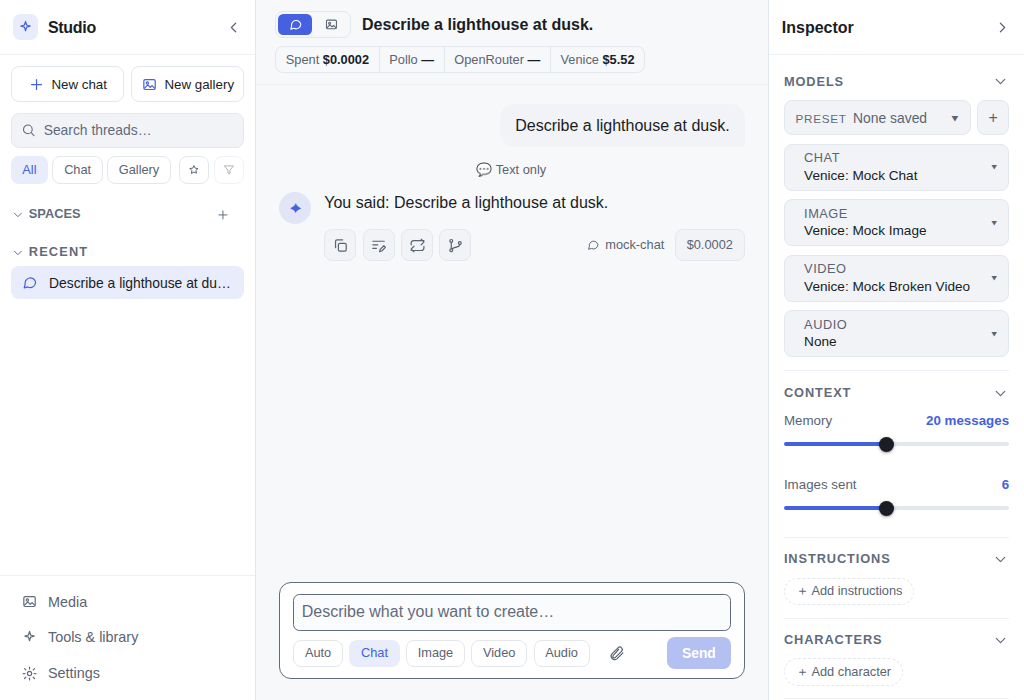 Studio
New chat
New gallery
Search threads…
All
Chat
Gallery
SPACES
RECENT
Describe a lighthouse at du…
Media
Tools & library
Settings
Describe a lighthouse at dusk.
Spent $0.0002
Pollo —
OpenRouter —
Venice $5.52
Describe a lighthouse at dusk.
💬 Text only
You said: Describe a lighthouse at dusk.
mock-chat
$0.0002
Describe what you want to create…
Auto
Chat
Image
Video
Audio
Send
Inspector
MODELS
PRESET None saved
+
CHAT
Venice: Mock Chat
IMAGE
Venice: Mock Image
VIDEO
Venice: Mock Broken Video
AUDIO
None
CONTEXT
Memory 20 messages
Images sent 6
INSTRUCTIONS
+ Add instructions
CHARACTERS
+ Add character